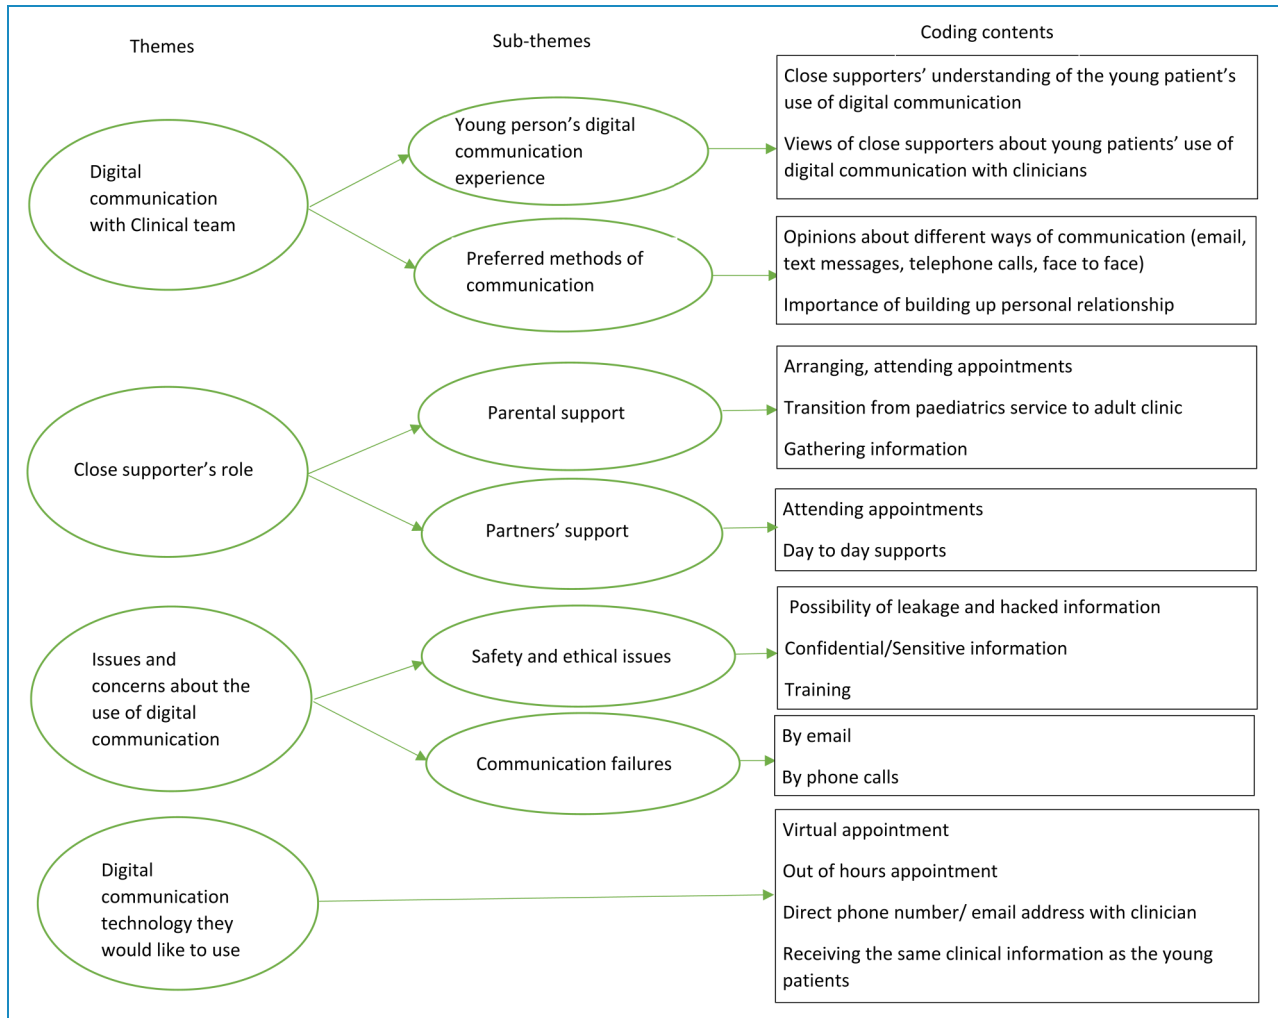 Themes
Sub-themes
Coding contents
Digital
communication
with Clinical team
Young person’s digital
communication
experience
Close supporters’ understanding of the young patient’s
use of digital communication
Views of close supporters about young patients’ use of
digital communication with clinicians
Preferred methods of
communication
Opinions about different ways of communication (email,
text messages, telephone calls, face to face)
Importance of building up personal relationship
Close supporter’s role
Parental support
Arranging, attending appointments
Transition from paediatrics service to adult clinic
Gathering information
Partners’ support
Attending appointments
Day to day supports
Issues and
concerns about the
use of digital
communication
Safety and ethical issues
Possibility of leakage and hacked information
Confidential/Sensitive information
Training
Communication failures
By email
By phone calls
Digital
communication
technology they
would like to use
Virtual appointment
Out of hours appointment
Direct phone number/ email address with clinician
Receiving the same clinical information as the young
patients